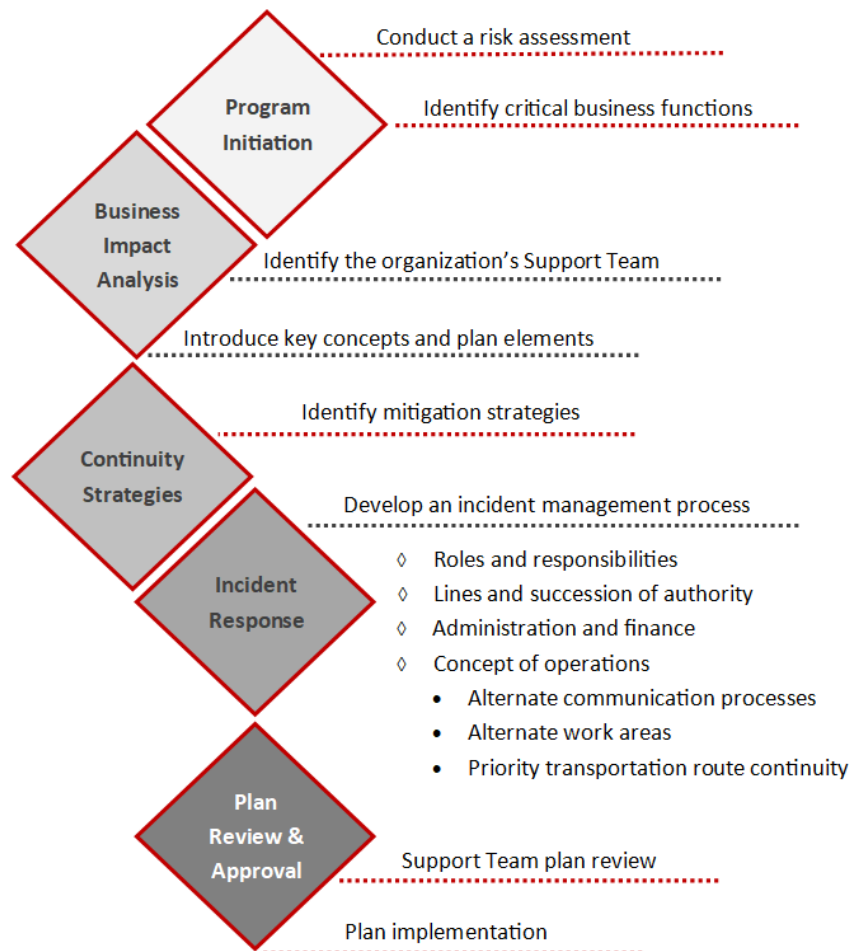 Conduct a risk assessment
Program
Initiation
Identify critical business functions
Business
Impact
Analysis
Identify the organization’s Support Team
Introduce key concepts and plan elements
Identify mitigation strategies
Continuity
Strategies
Develop an incident management process
◊ Roles and responsibilities
◊ Lines and succession of authority
◊ Administration and finance
◊ Concept of operations
• Alternate communication processes
• Alternate work areas
• Priority transportation route continuity
Incident
Response
Plan
Review &
Approval
Support Team plan review
Plan implementation